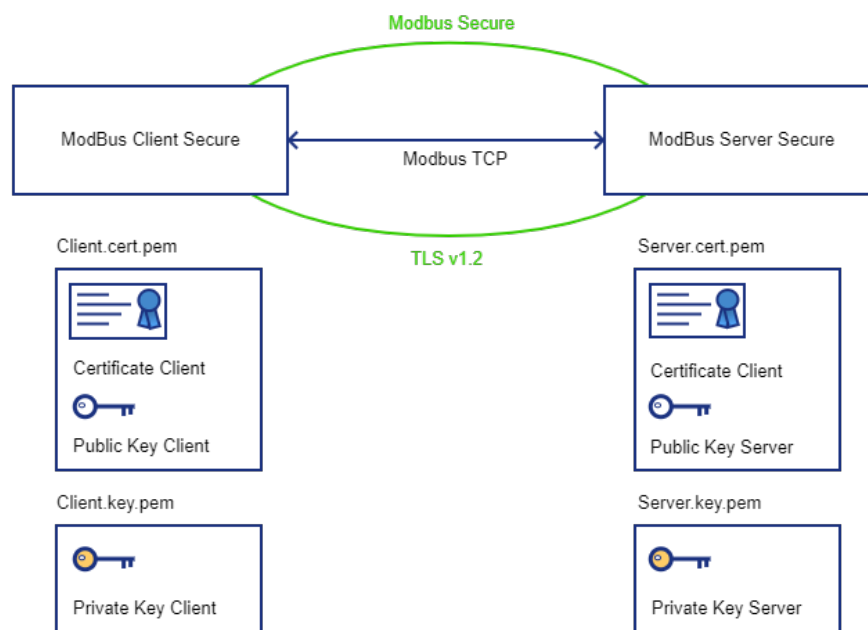 Modbus Secure
ModBus Client Secure
Modbus TCP
ModBus Server Secure
TLS v1.2
Client.cert.pem
Certificate Client
Public Key Client
Server.cert.pem
Certificate Client
Public Key Server
Client.key.pem
Private Key Client
Server.key.pem
Private Key Server